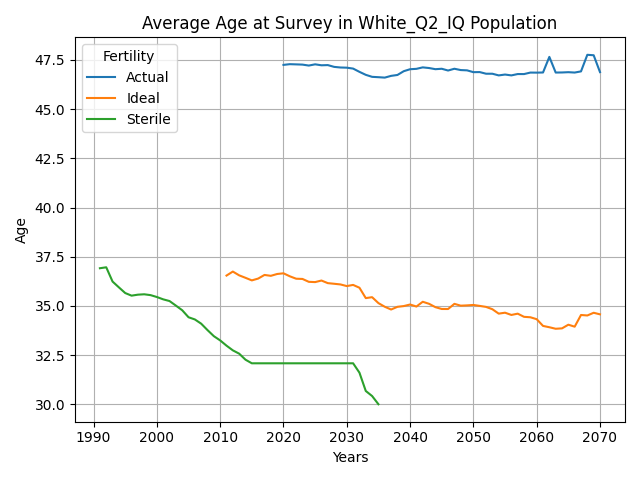 Average Age at Survey in White_Q2_IQ Population
Fertility
Actual
Ideal
Sterile
Age
47.5
45.0
42.5
40.0
37.5
35.0
32.5
30.0
1990 2000 2010 2020 2030 2040 2050 2060 2070
Years